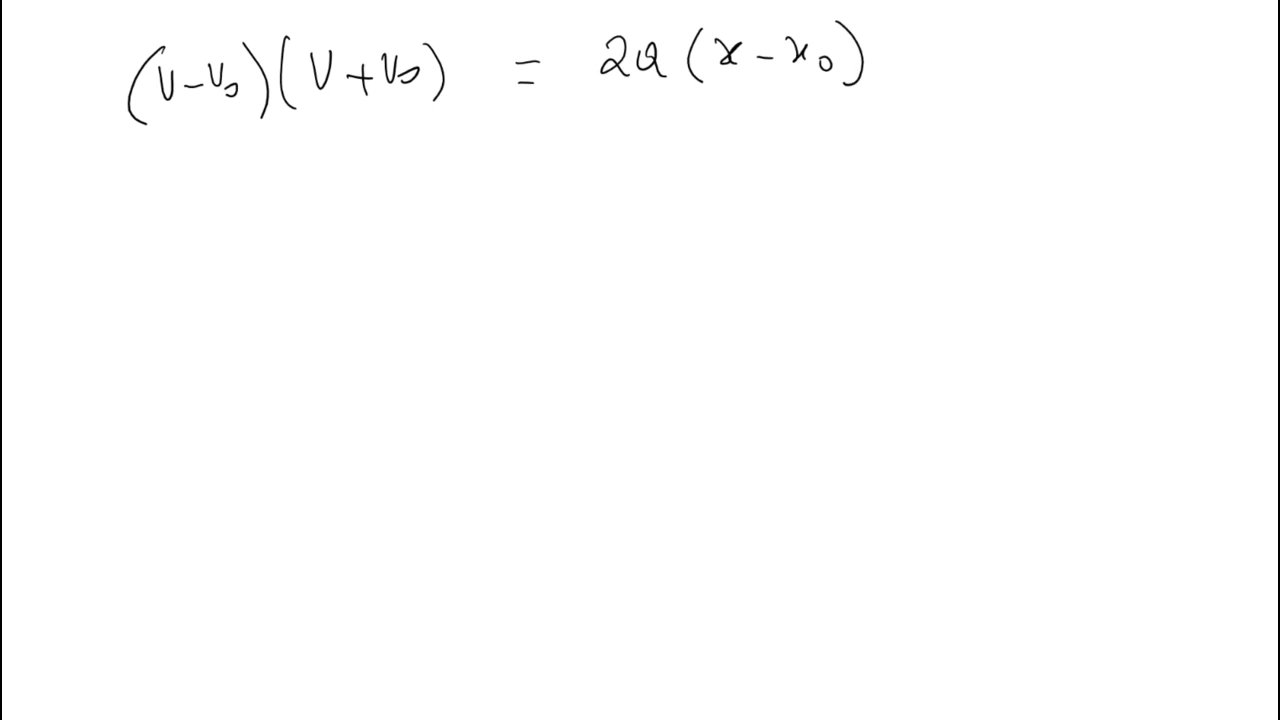 (v-v₀)(v+v₀) = 2a(x-x₀)